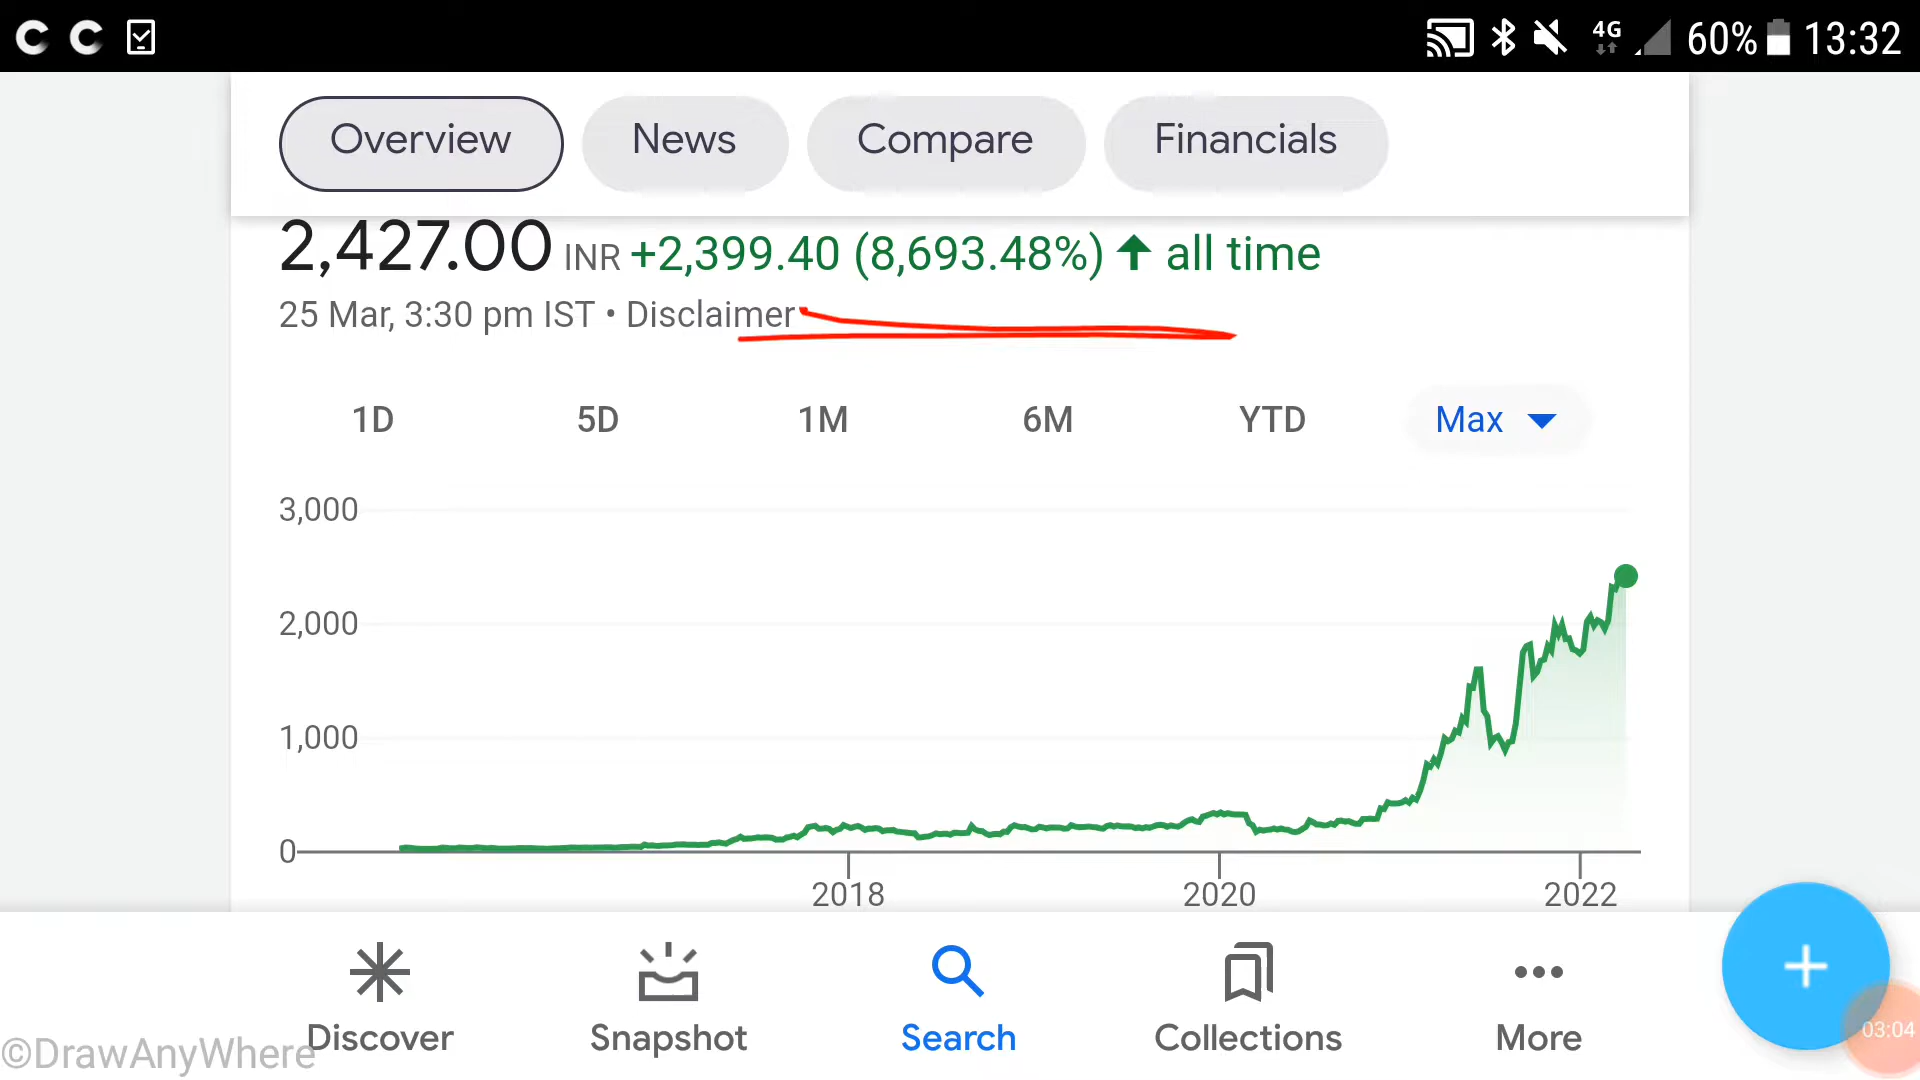 4G 60% 13:32
Overview News Compare Financials
2,427.00 INR +2,399.40 (8,693.48%) ↑ all time
25 Mar, 3:30 pm IST • Disclaimer
1D 5D 1M 6M YTD Max
3,000
2,000
1,000
0
2018 2020 2022
Discover Snapshot Search Collections More
03:04
©DrawAnyWhere